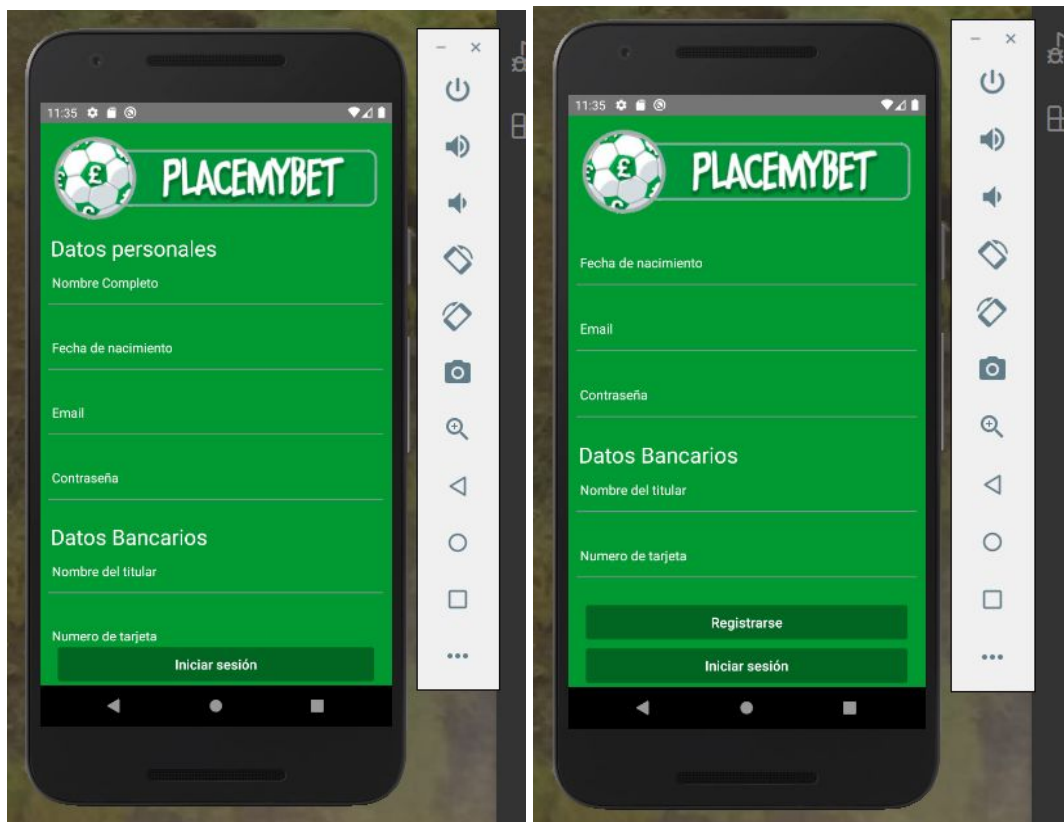 11:35
£
PLACEMYBET
Datos personales
Nombre Completo
Fecha de nacimiento
Email
Contraseña
Datos Bancarios
Nombre del titular
Numero de tarjeta
Iniciar sesión
11:35
£
PLACEMYBET
Fecha de nacimiento
Email
Contraseña
Datos Bancarios
Nombre del titular
Numero de tarjeta
Registrarse
Iniciar sesión